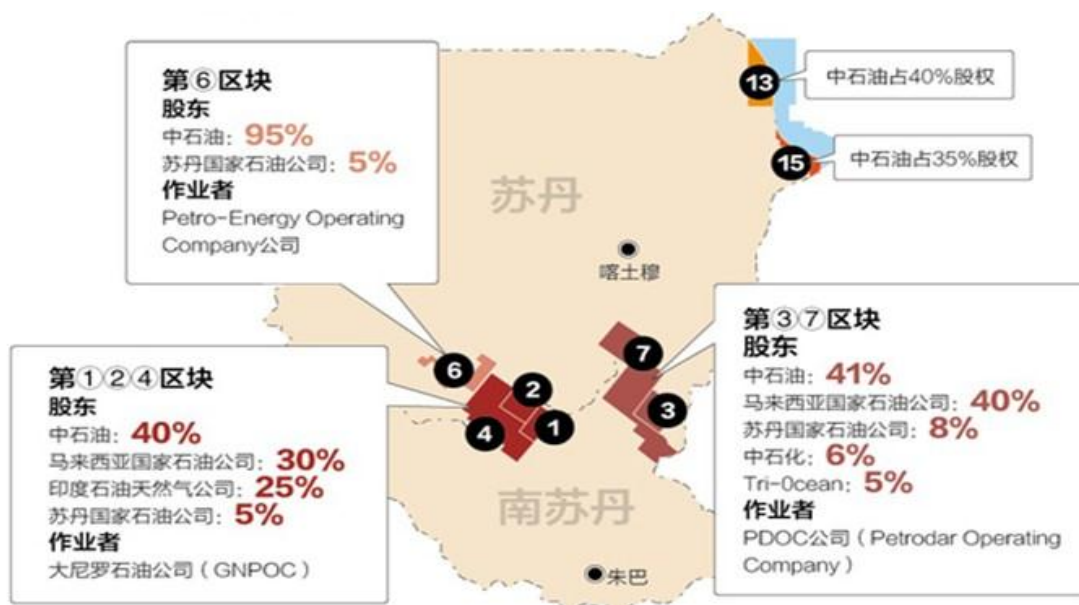 第⑥区块
股东
中石油：95%
苏丹国家石油公司：5%
作业者
Petro-Energy Operating
Company公司
13
中石油占40%股权
15
中石油占35%股权
苏丹
喀土穆
第③⑦区块
股东
中石油：41%
马来西亚国家石油公司：40%
苏丹国家石油公司：8%
中石化：6%
Tri-Ocean：5%
作业者
PDOC公司（Petrodar Operating
Company）
第①②④区块
股东
中石油：40%
马来西亚国家石油公司：30%
印度石油天然气公司：25%
苏丹国家石油公司：5%
作业者
大尼罗石油公司（GNPOC）
7
6
2
3
1
4
南苏丹
朱巴